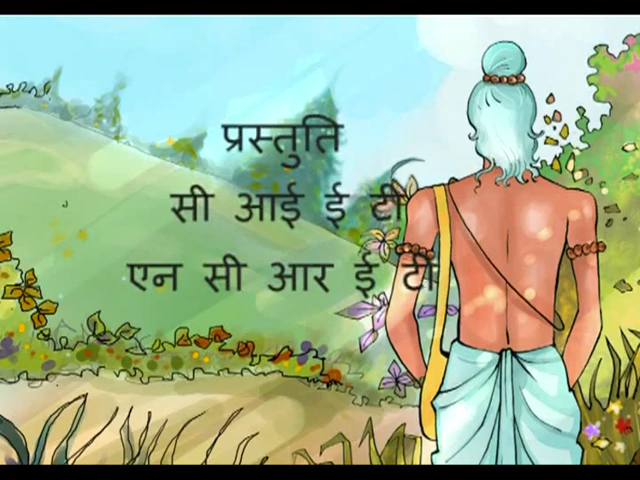 प्रस्तुति
सी आई ई टी
एन सी आर ई टी